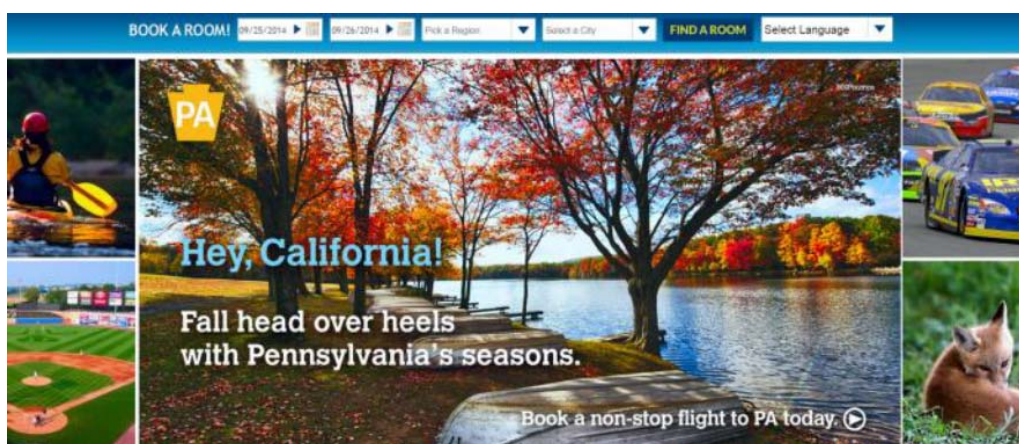 BOOK A ROOM! 09/25/2014 09/26/2014 Pick a Region Select a City FIND A ROOM Select Language
PA
Hey, California!
Fall head over heels
with Pennsylvania's seasons.
Book a non-stop flight to PA today.